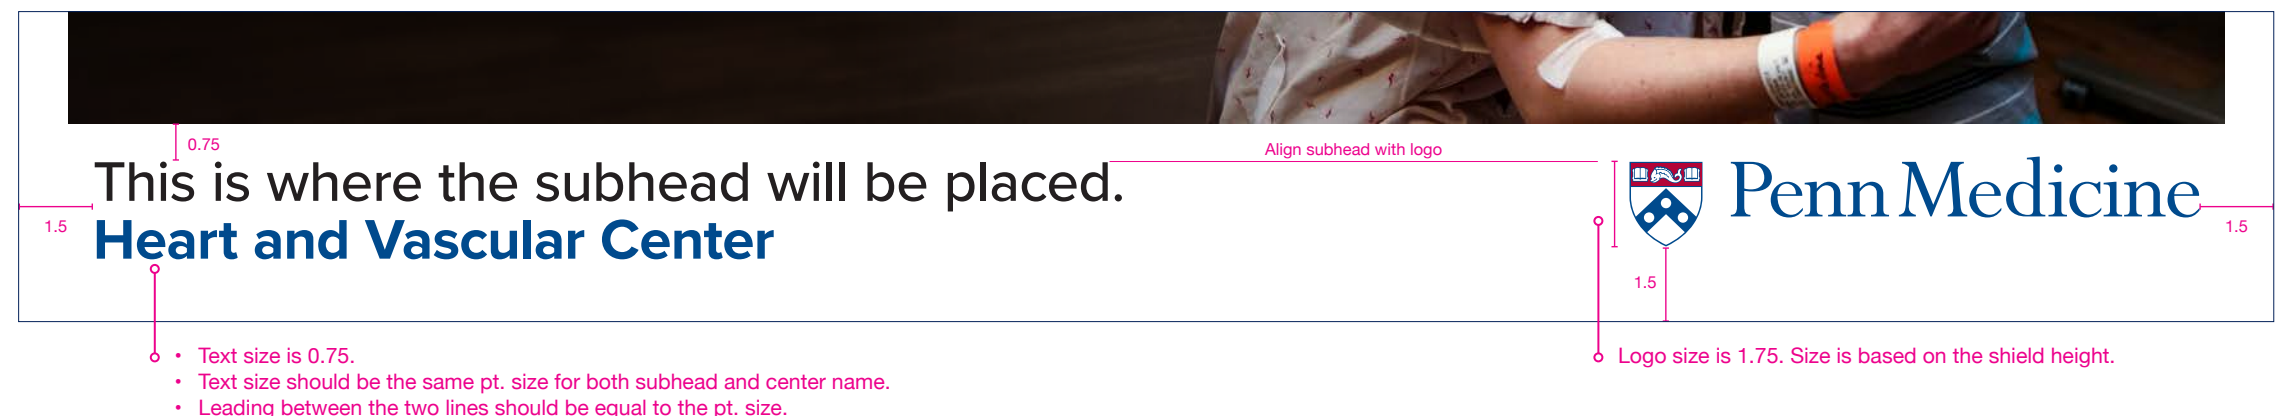 0.75
Align subhead with logo
This is where the subhead will be placed.
Heart and Vascular Center
Penn Medicine
1.5
1.5
1.5
• Text size is 0.75.
• Text size should be the same pt. size for both subhead and center name.
• Leading between the two lines should be equal to the pt. size.
Logo size is 1.75. Size is based on the shield height.